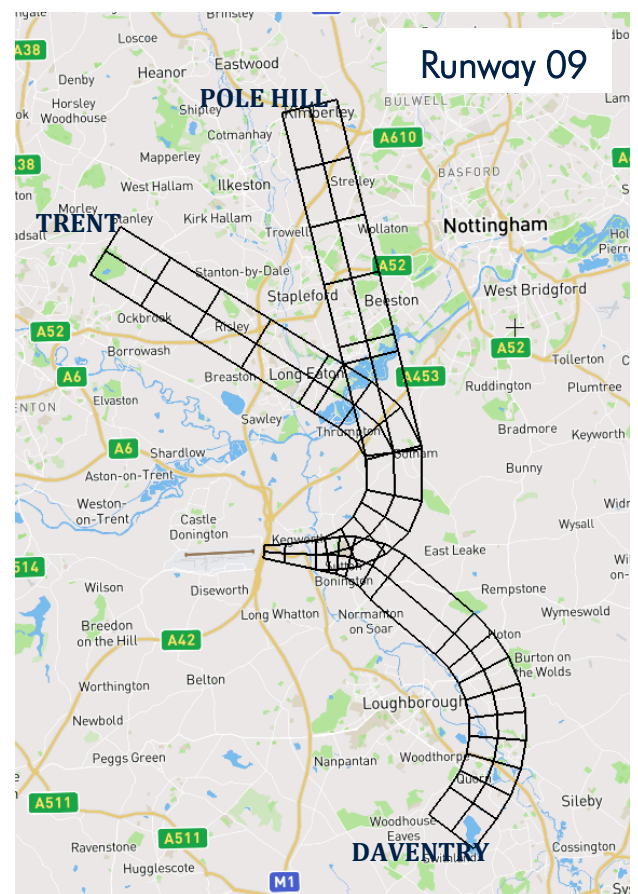 Runway 09
A38
Loscoe
Eastwood
Denby
Heanor
Horsley
Woodhouse
Shipley
POLE HILL
Kimberley
BULWELL
Cotmanhay
A610
Mapperley
BASFORD
West Hallam
Ilkeston
Strelley
Morley
TRENT
Stanley
Kirk Hallam
Trowell
Wollaton
Nottingham
Stanton-by-Dale
A52
Stapleford
Beeston
West Bridgford
Ockbrook
Risley
A52
Borrowash
A52
Tollerton
A6
Breaston
Long Eaton
A453
Ruddington
Plumtree
Elvaston
Sawley
Thrumpton
Bradmore
Keyworth
A6
Shardlow
Gotham
Bunny
Aston-on-Trent
Weston-
on-Trent
Castle
Donington
Kegworth
Wysall
East Leake
Sutton
Bonington
Wilson
Diseworth
Rempstone
Long Whatton
Normanton
on Soar
Wymeswold
Breedon
on the Hill
A42
Hoton
Burton on
the Wolds
Worthington
Belton
Loughborough
Newbold
Peggs Green
Nanpantan
Woodthorpe
Quorn
A511
Sileby
Woodhouse
Eaves
A511
Ravenstone
DAVENTRY
Swithland
Cossington
Hugglescote
M1